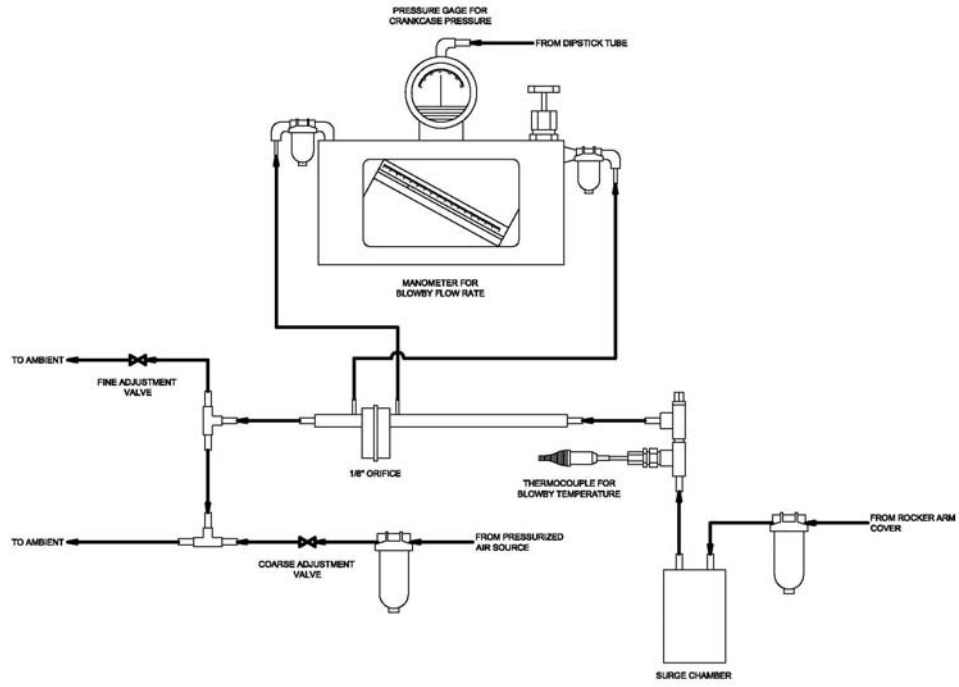 PRESSURE GAGE FOR
CRANKCASE PRESSURE
FROM DIPSTICK TUBE
MANOMETER FOR
BLOWBY FLOW RATE
TO AMBIENT
FINE ADJUSTMENT
VALVE
1/8" ORIFICE
THERMOCOUPLE FOR
BLOWBY TEMPERATURE
FROM ROCKER ARM
COVER
TO AMBIENT
FROM PRESSURIZED
AIR SOURCE
COARSE ADJUSTMENT
VALVE
SURGE CHAMBER